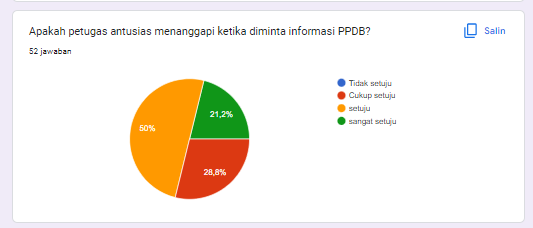 Apakah petugas antusias menanggapi ketika diminta informasi PPDB?
Salin
52 jawaban
Tidak setuju
Cukup setuju
setuju
sangat setuju
21,2%
50%
28,8%